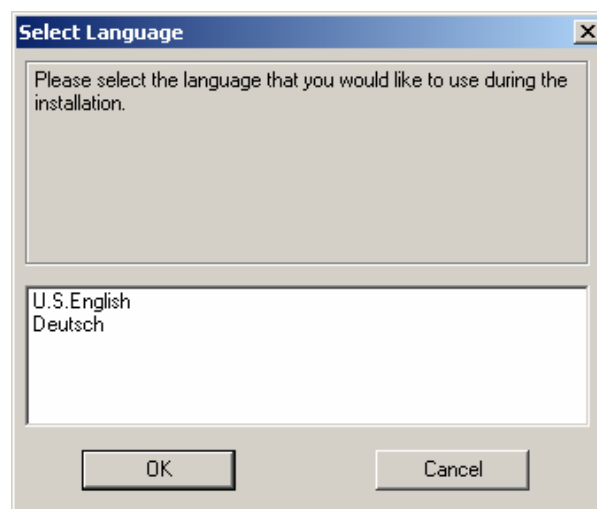 Select Language
Please select the language that you would like to use during the
installation.
U.S.English
Deutsch
OK
Cancel